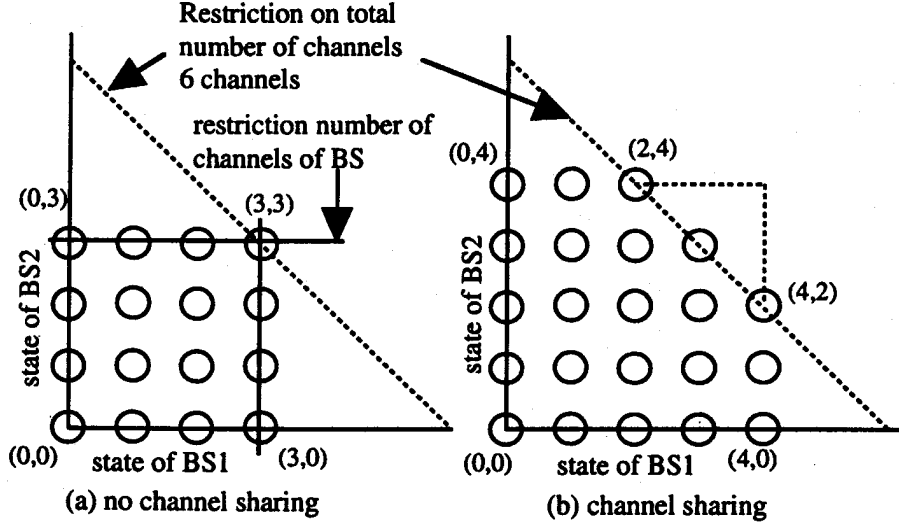 Restriction on total
number of channels
6 channels
restriction number of
channels of BS
(0,3)
(3,3)
state of BS2
(0,0)
state of BS1
(3,0)
(a) no channel sharing
(0,4)
(2,4)
(4,2)
state of BS2
(0,0)
state of BS1
(4,0)
(b) channel sharing